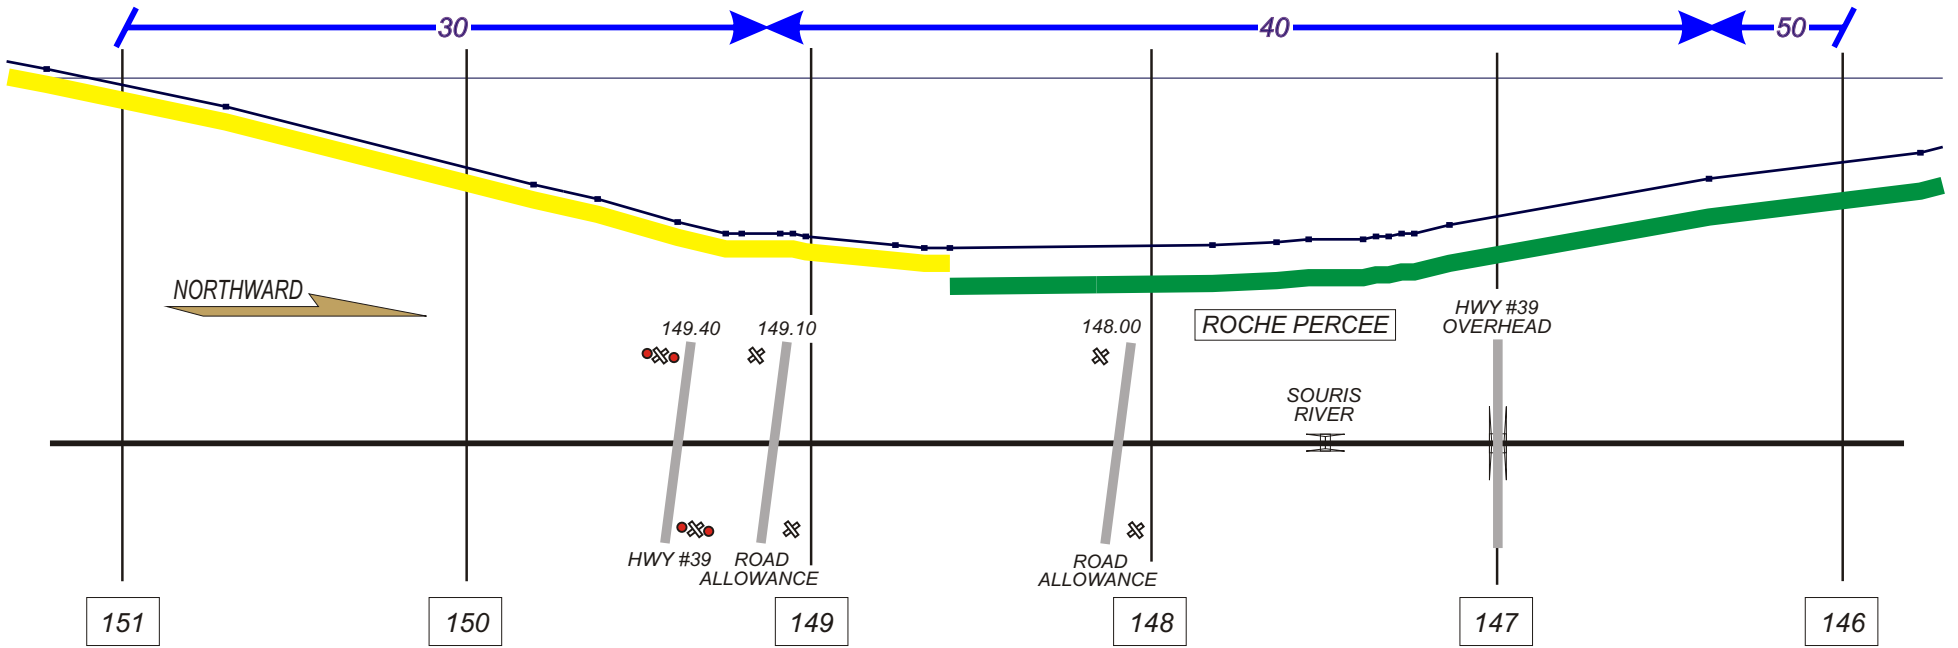 30
40
50
NORTHWARD
149.40
149.10
148.00
ROCHE PERCEE
HWY #39
OVERHEAD
SOURIS
RIVER
HWY #39
ROAD
ALLOWANCE
ROAD
ALLOWANCE
151
150
149
148
147
146